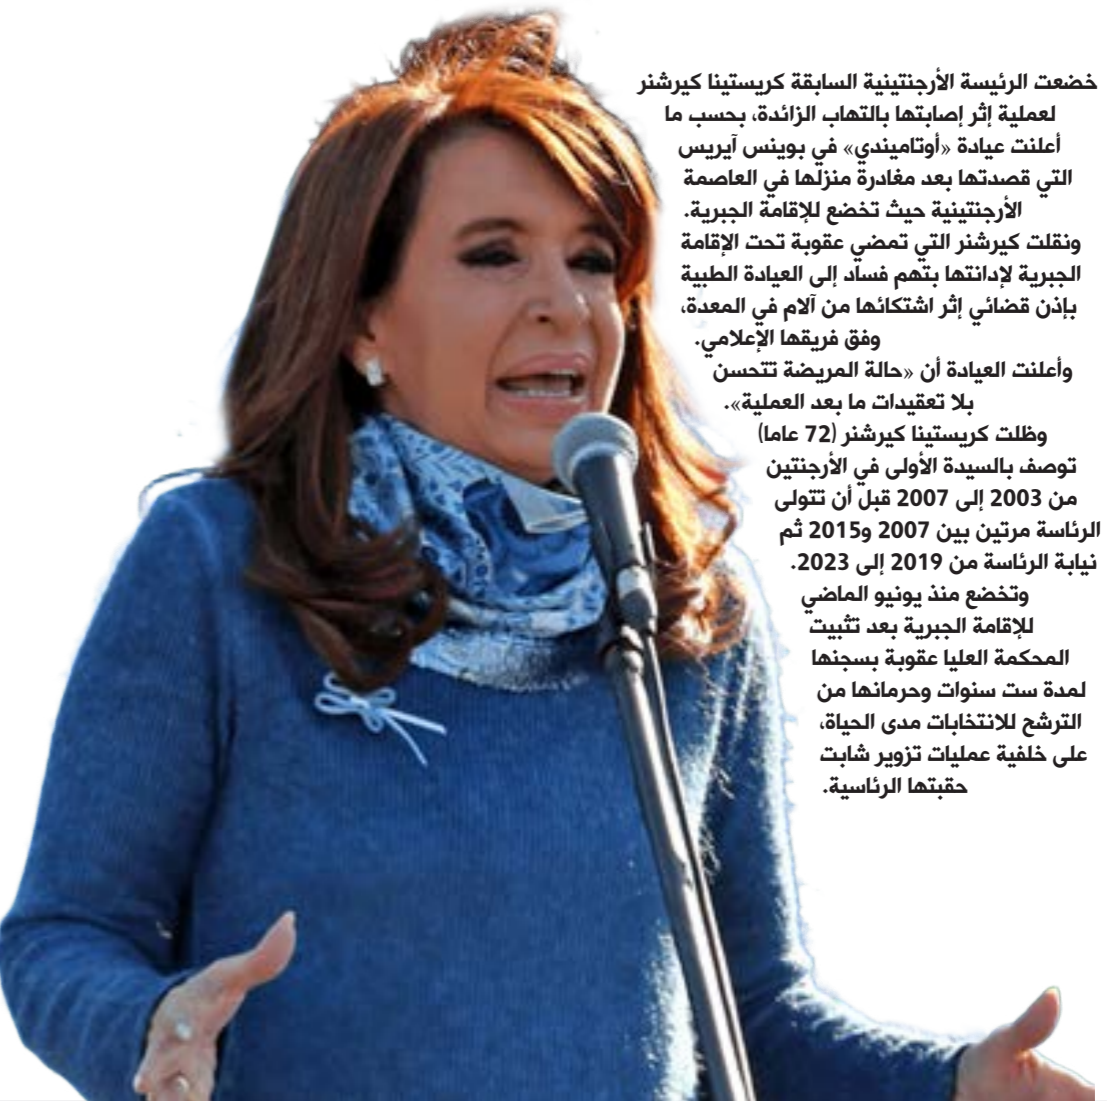 خضعت الرئيسة الأرجنتينية السابقة كريستينا كيرشنر
لعملية إثر إصابتها بالتهاب الزائدة، بحسب ما
أعلنت عيادة «أوتاميندي» في بوينس آيريس
التي قصدتها بعد مغادرة منزلها في العاصمة
الأرجنتينية حيث تخضع للإقامة الجبرية.
ونقلت كيرشنر التي تمضي عقوبة تحت الإقامة
الجبرية لإدانتها بتهم فساد إلى العيادة الطبية
بإذن قضائي إثر اشتكائها من آلام في المعدة،
وفق فريقها الإعلامي.
وأعلنت العيادة أن «حالة المريضة تتحسن
بلا تعقيدات ما بعد العملية».
وظلت كريستينا كيرشنر (72 عاما)
توصف بالسيدة الأولى في الأرجنتين
من 2003 إلى 2007 قبل أن تتولى
الرئاسة مرتين بين 2007 و2015 ثم
نيابة الرئاسة من 2019 إلى 2023.
وتخضع منذ يونيو الماضي
للإقامة الجبرية بعد تثبيت
المحكمة العليا عقوبة بسجنها
لمدة ست سنوات وحرمانها من
الترشح للانتخابات مدى الحياة،
على خلفية عمليات تزوير شابت
حقبتها الرئاسية.